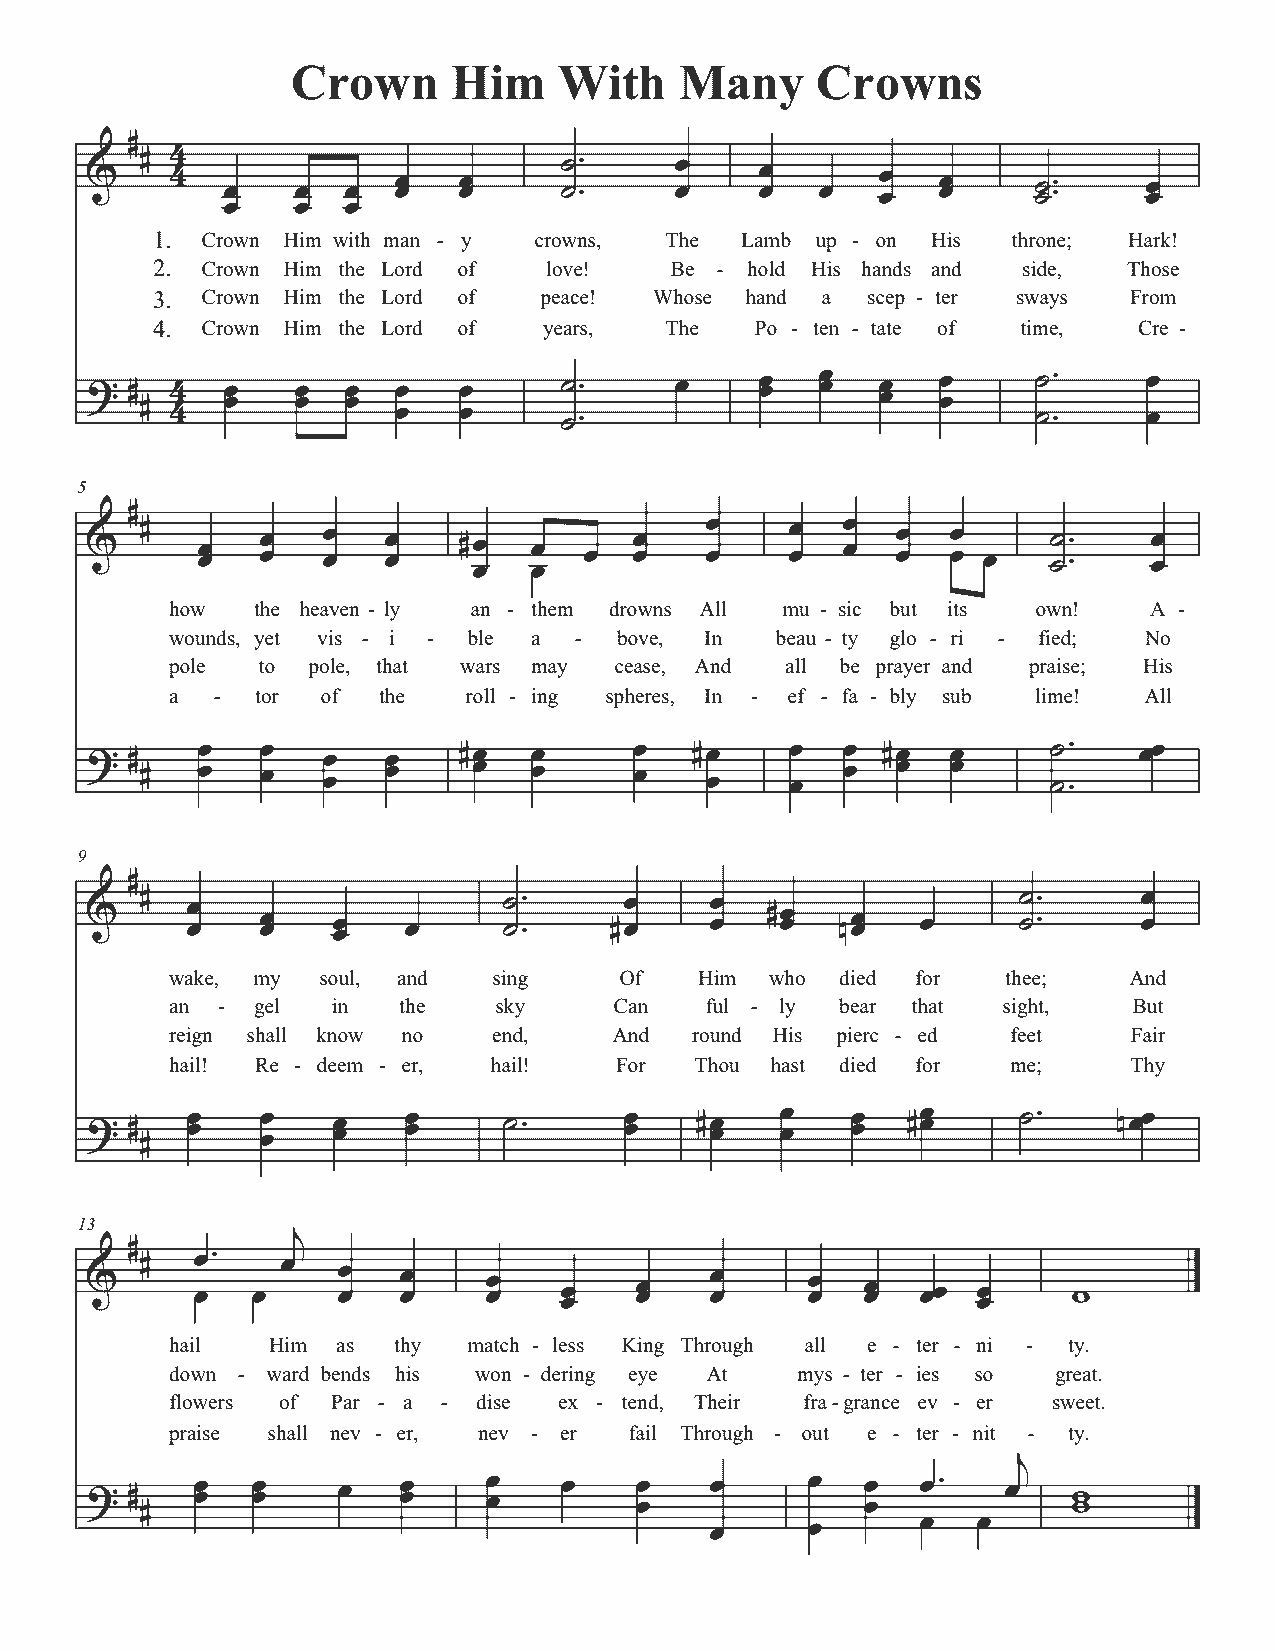 Crown Him With Many Crowns
1. Crown Him with man - y crowns, The Lamb up - on His throne; Hark!
2. Crown Him the Lord of love! Be - hold His hands and side, Those
3. Crown Him the Lord of peace! Whose hand a scep - ter sways From
4. Crown Him the Lord of years, The Po - ten - tate of time, Cre -
5
how the heaven - ly an - them drowns All mu - sic but its own! A -
wounds, yet vis - i - ble a - bove, In beau - ty glo - ri - fied; No
pole to pole, that wars may cease, And all be prayer and praise; His
a - tor of the roll - ing spheres, In - ef - fa - bly sub lime! All
9
wake, my soul, and sing Of Him who died for thee; And
an - gel in the sky Can ful - ly bear that sight, But
reign shall know no end, And round His pierc - ed feet Fair
hail! Re - deem - er, hail! For Thou hast died for me; Thy
13
hail Him as thy match - less King Through all e - ter - ni - ty.
down - ward bends his won - dering eye At mys - ter - ies so great.
flowers of Par - a - dise ex - tend, Their fra - grance ev - er sweet.
praise shall nev - er, nev - er fail Through - out e - ter - nit - ty.